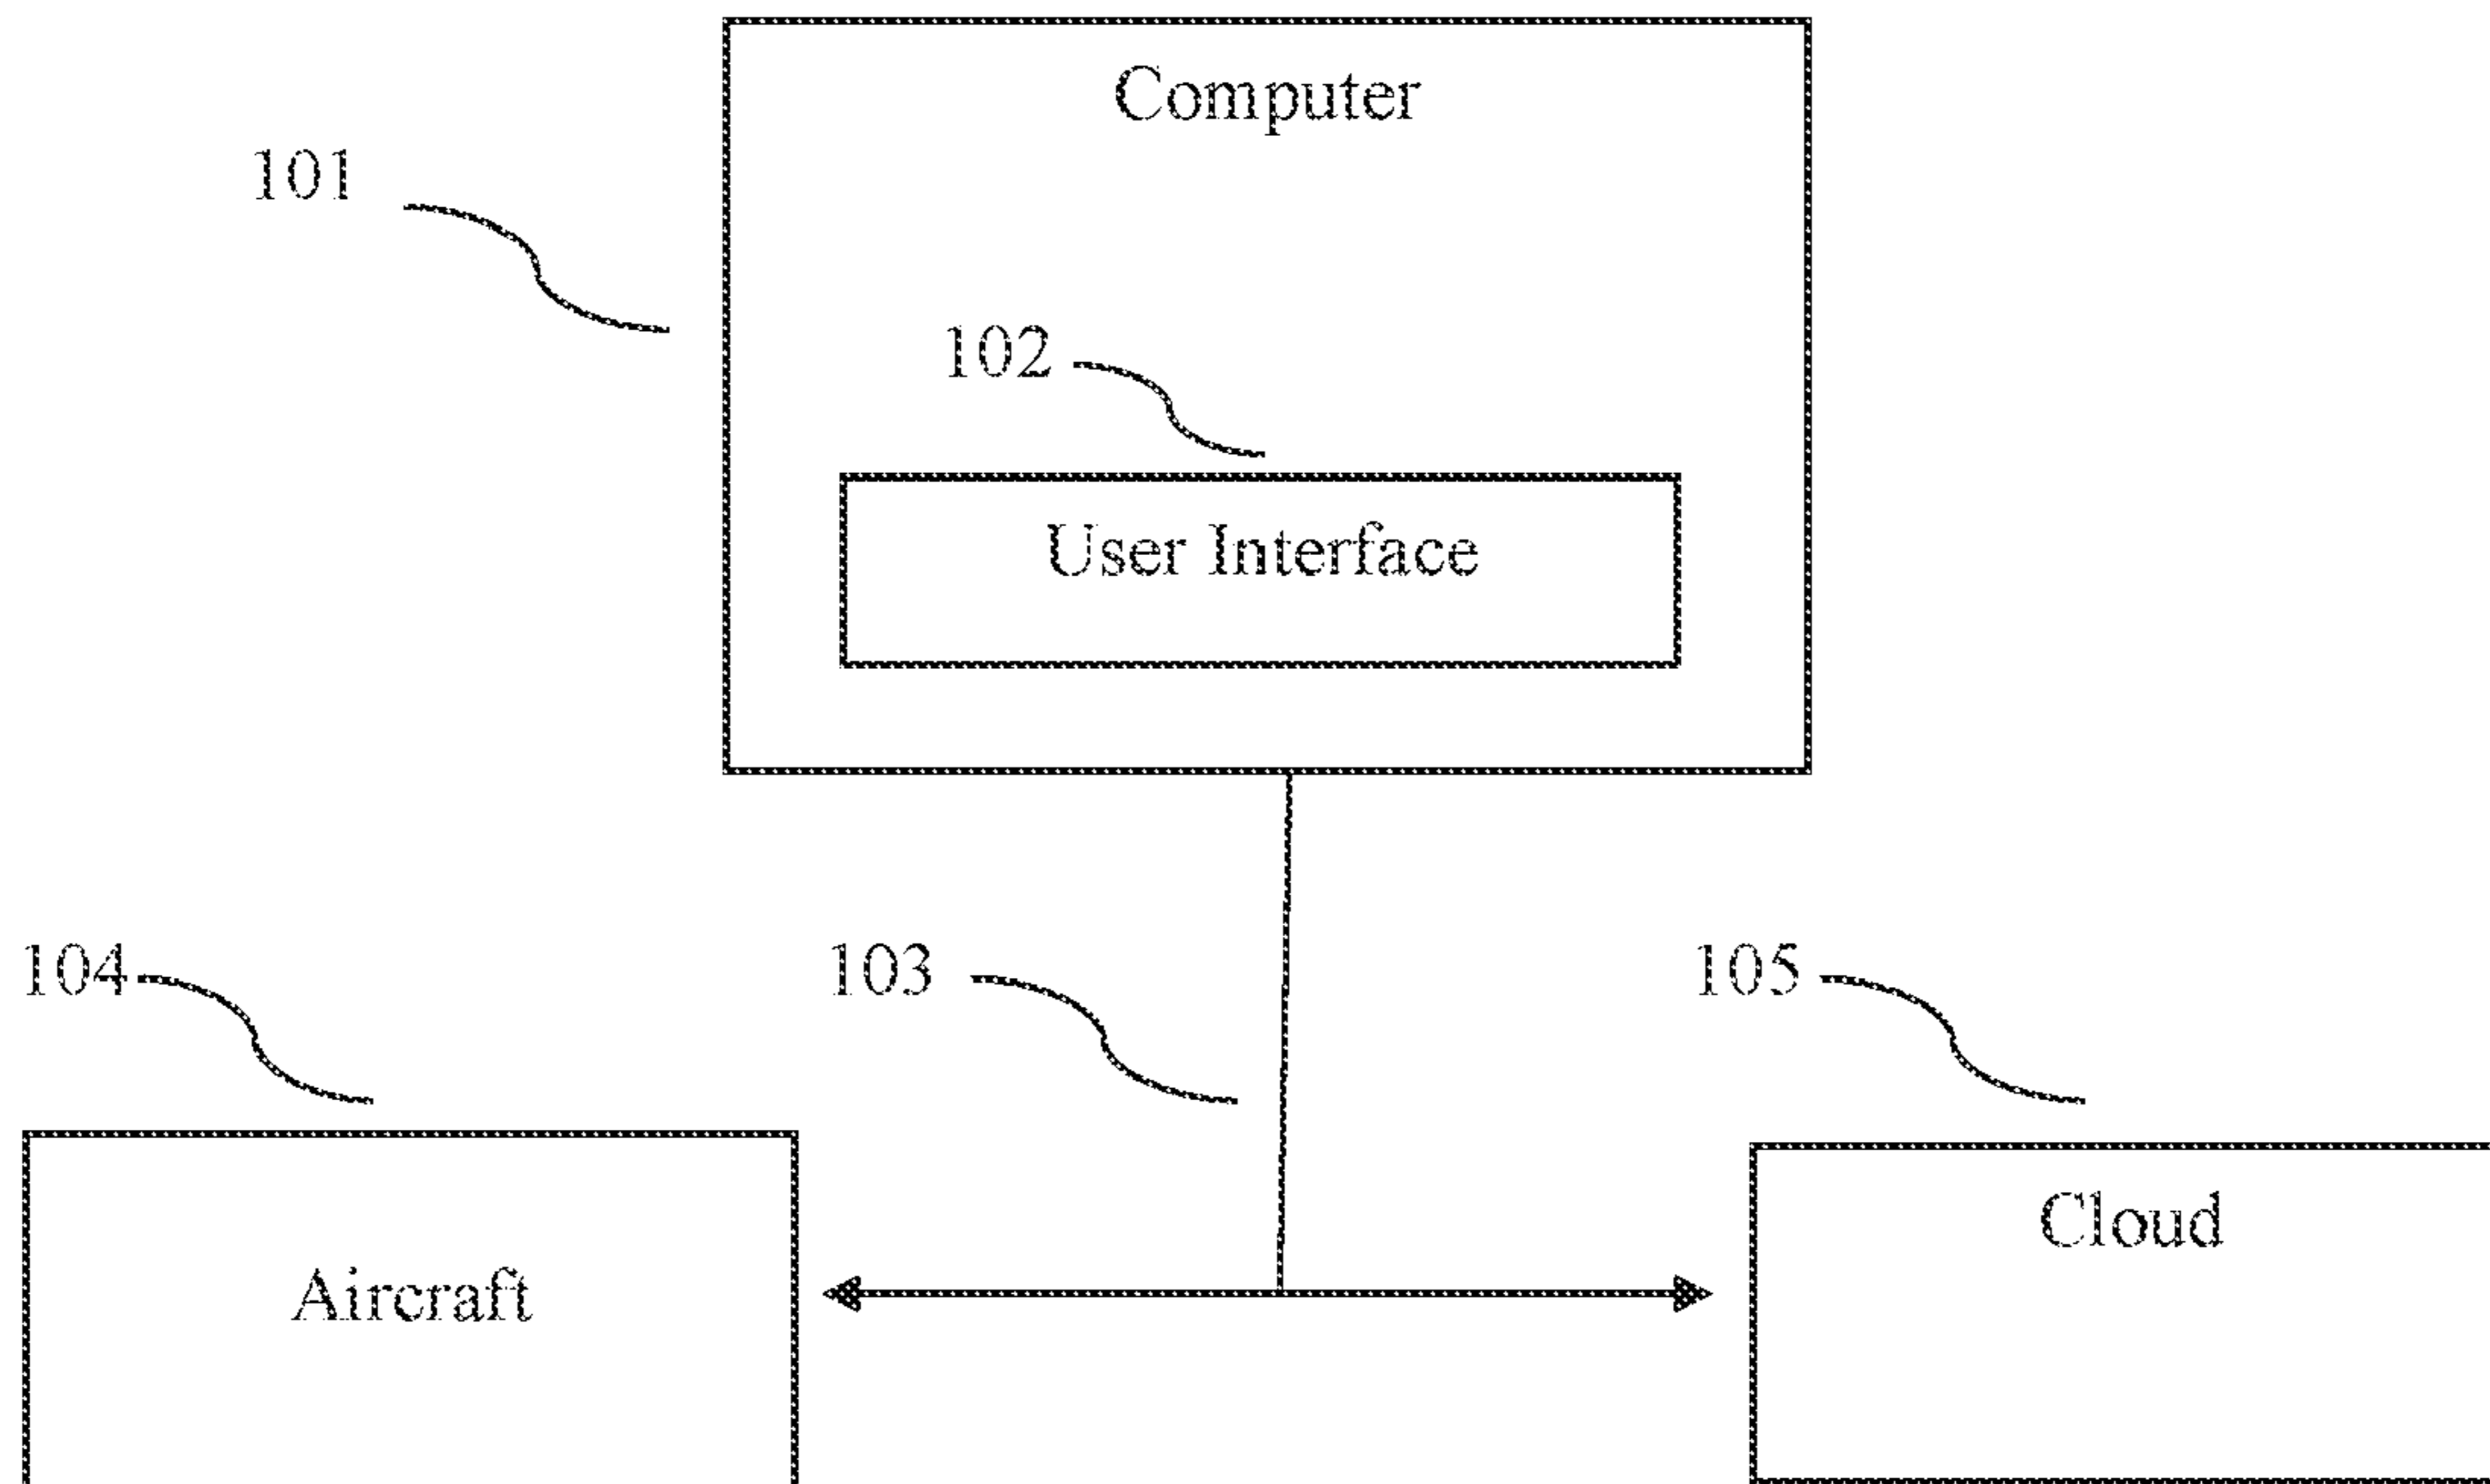 Computer
101
102
User Interface
104
103
105
Cloud
Aircraft